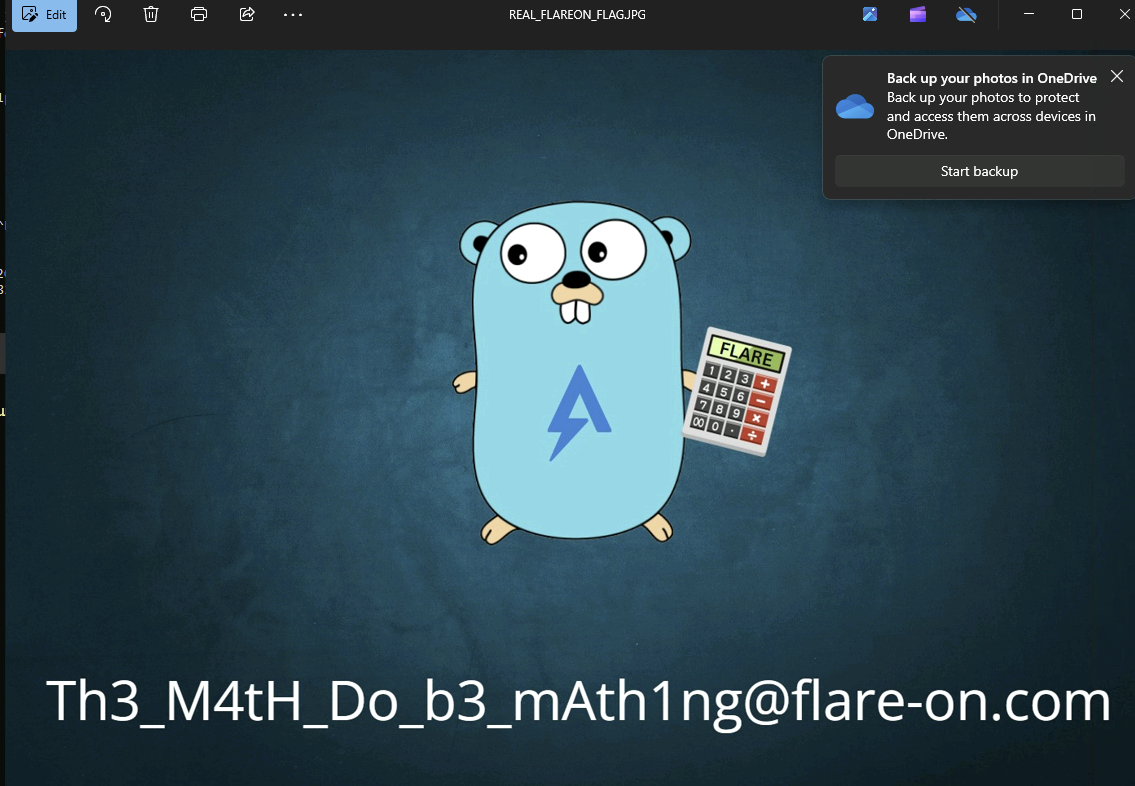 Edit
REAL_FLAREON_FLAG.JPG
Back up your photos in OneDrive
Back up your photos to protect
and access them across devices in
OneDrive.
Start backup
FLARE
1 2 3 +
4 5 6 −
7 8 9 ×
00 0 . ÷
Th3_M4tH_Do_b3_mAth1ng@flare-on.com